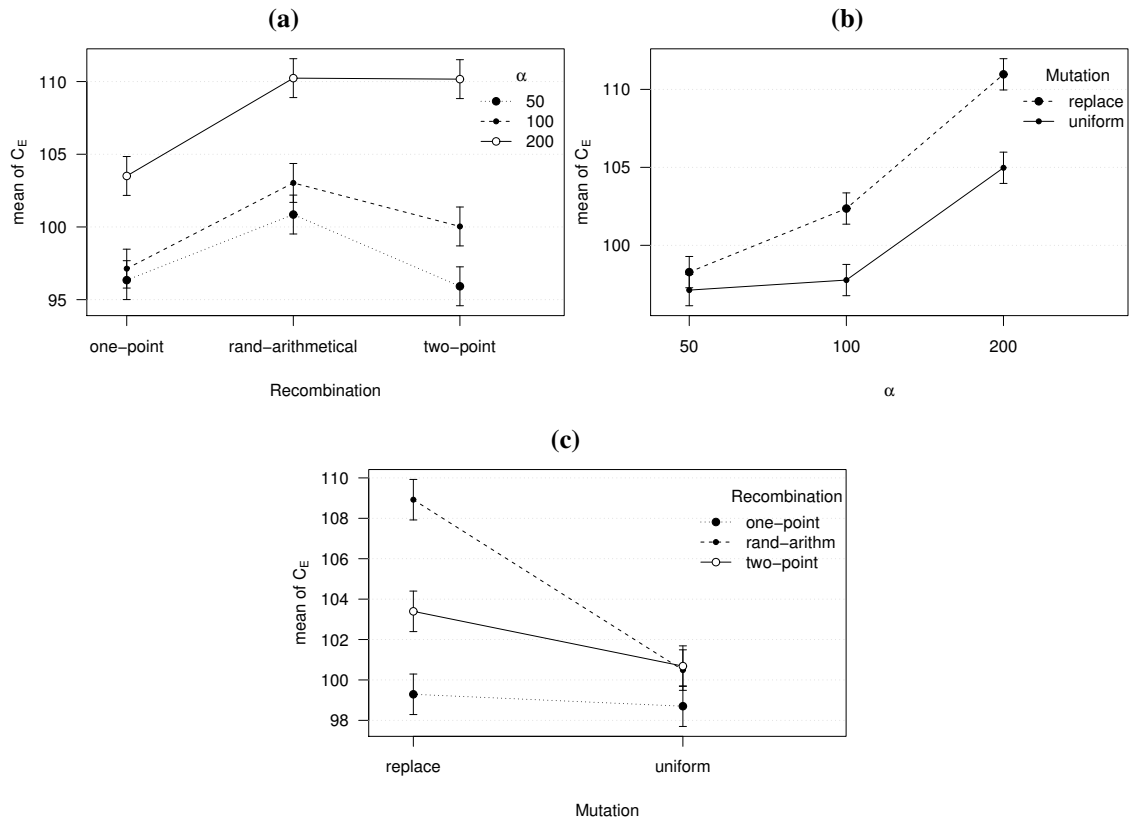 (a)
mean of C_E
110
105
100
95
α
50
100
200
one−point
rand−arithmetical
two−point
Recombination
(b)
mean of C_E
110
105
100
Mutation
replace
uniform
50
100
200
α
(c)
mean of C_E
110
108
106
104
102
100
98
Recombination
one−point
rand−arithm
two−point
replace
uniform
Mutation